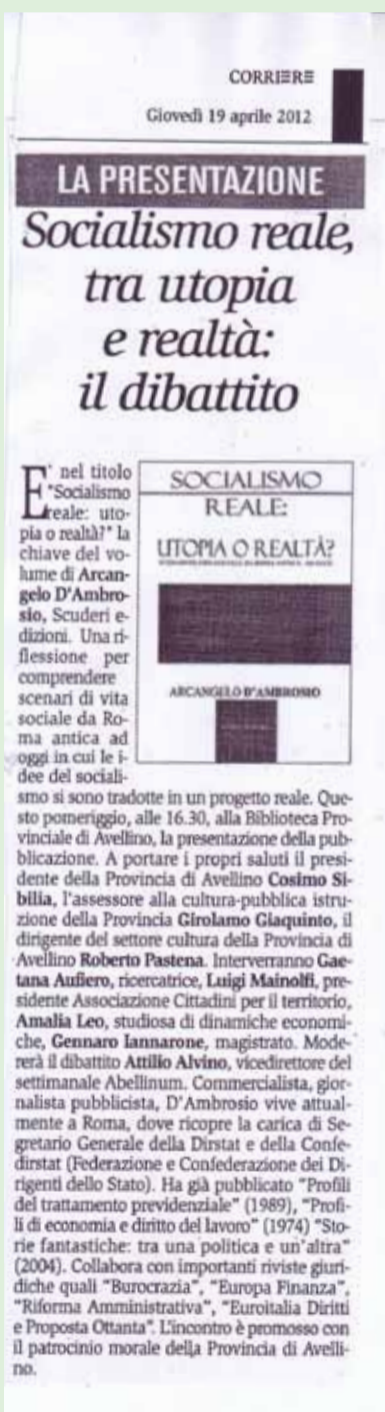 CORRIERE
Giovedì 19 aprile 2012
LA PRESENTAZIONE
Socialismo reale,
tra utopia
e realtà:
il dibattito
E' nel titolo
"Socialismo
reale: uto-
pia o realtà?" la
chiave del vo-
lume di Arcan-
gelo D'Ambro-
sio, Scuderi e-
dizioni. Una ri-
flessione per
comprendere
scenari di vita
sociale da Ro-
ma antica ad
oggi in cui le i-
dee del sociali-
smo si sono tradotte in un progetto reale. Que-
sto pomeriggio, alle 16.30, alla Biblioteca Pro-
vinciale di Avellino, la presentazione della pub-
blicazione. A portare i propri saluti il presi-
dente della Provincia di Avellino Cosimo Si-
bilia, l'assessore alla cultura-pubblica istru-
zione della Provincia Girolamo Giaquinto, il
dirigente del settore cultura della Provincia di
Avellino Roberto Pastena. Interverranno Gae-
tana Aufiero, ricercatrice, Luigi Mainolfi, pre-
sidente Associazione Cittadini per il territorio,
Amalia Leo, studiosa di dinamiche economi-
che, Gennaro Iannarone, magistrato. Mode-
rerà il dibattito Attilio Alvino, vicedirettore del
settimanale Abellinum. Commercialista, gior-
nalista pubblicista, D'Ambrosio vive attual-
mente a Roma, dove ricopre la carica di Se-
gretario Generale della Dirstat e della Confe-
dirstat (Federazione e Confederazione dei Di-
rigenti dello Stato). Ha già pubblicato "Profili
del trattamento previdenziale" (1989), "Profi-
li di economia e diritto del lavoro" (1974) "Sto-
rie fantastiche: tra una politica e un'altra"
(2004). Collabora con importanti riviste giuri-
diche quali "Burocrazia", "Europa Finanza",
"Riforma Amministrativa", "Euroitalia Diritti
e Proposta Ottanta". L'incontro è promosso con
il patrocinio morale della Provincia di Avelli-
no.
SOCIALISMO
REALE:
UTOPIA O REALTÀ?
ARCANGELO D'AMBROSIO